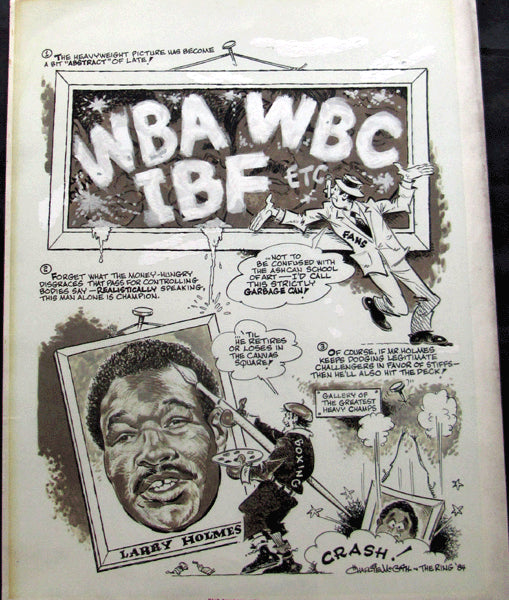 ① THE HEAVYWEIGHT PICTURE HAS BECOME
A BIT "ABSTRACT" OF LATE!
WBA WBC
IBF ETC
FANS
...NOT TO
BE CONFUSED WITH
THE ASHCAN SCHOOL
OF ART — I'D CALL
THIS STRICTLY
GARBAGE CAN!
② FORGET WHAT THE MONEY-HUNGRY
DISGRACES THAT PASS FOR CONTROLLING
BODIES SAY — REALISTICALLY SPEAKING,
THIS MAN ALONE IS CHAMPION.
...'TIL
HE RETIRES
OR LOSES IN
THE CANVAS
SQUARE!
③ OF COURSE, IF MR HOLMES
KEEPS DODGING LEGITIMATE
CHALLENGERS IN FAVOR OF STIFFS —
THEN HE'LL ALSO HIT THE DECK!
GALLERY OF
THE GREATEST
HEAVY CHAMPS
BOXING
LARRY HOLMES
CRASH!
THE RING '84